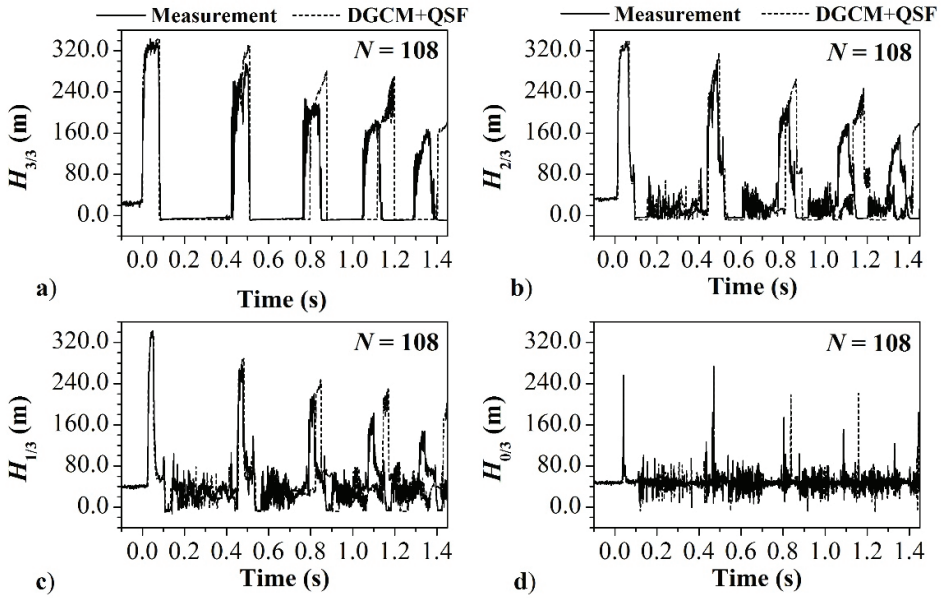 Measurement DGCM+QSF Measurement DGCM+QSF
N = 108
320.0
240.0
160.0
80.0
0.0
H3/3 (m)
0.0 0.2 0.4 0.6 0.8 1.0 1.2 1.4
Time (s)
a)
N = 108
320.0
240.0
160.0
80.0
0.0
H2/3 (m)
0.0 0.2 0.4 0.6 0.8 1.0 1.2 1.4
Time (s)
b)
N = 108
320.0
240.0
160.0
80.0
0.0
H1/3 (m)
0.0 0.2 0.4 0.6 0.8 1.0 1.2 1.4
Time (s)
c)
N = 108
320.0
240.0
160.0
80.0
0.0
H0/3 (m)
0.0 0.2 0.4 0.6 0.8 1.0 1.2 1.4
Time (s)
d)